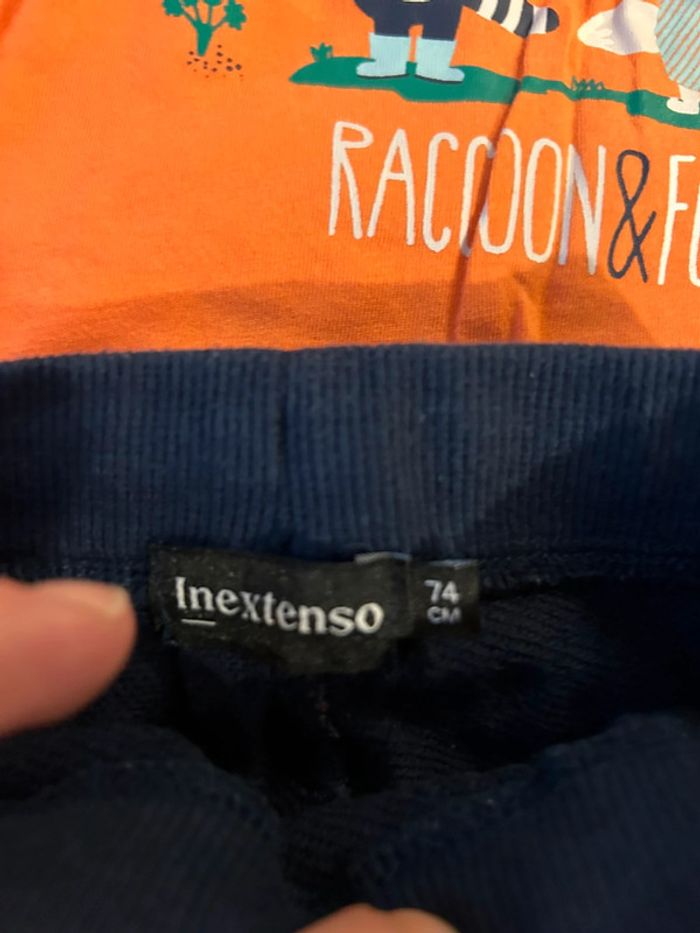 RACCOON&
Inextenso
74
CM